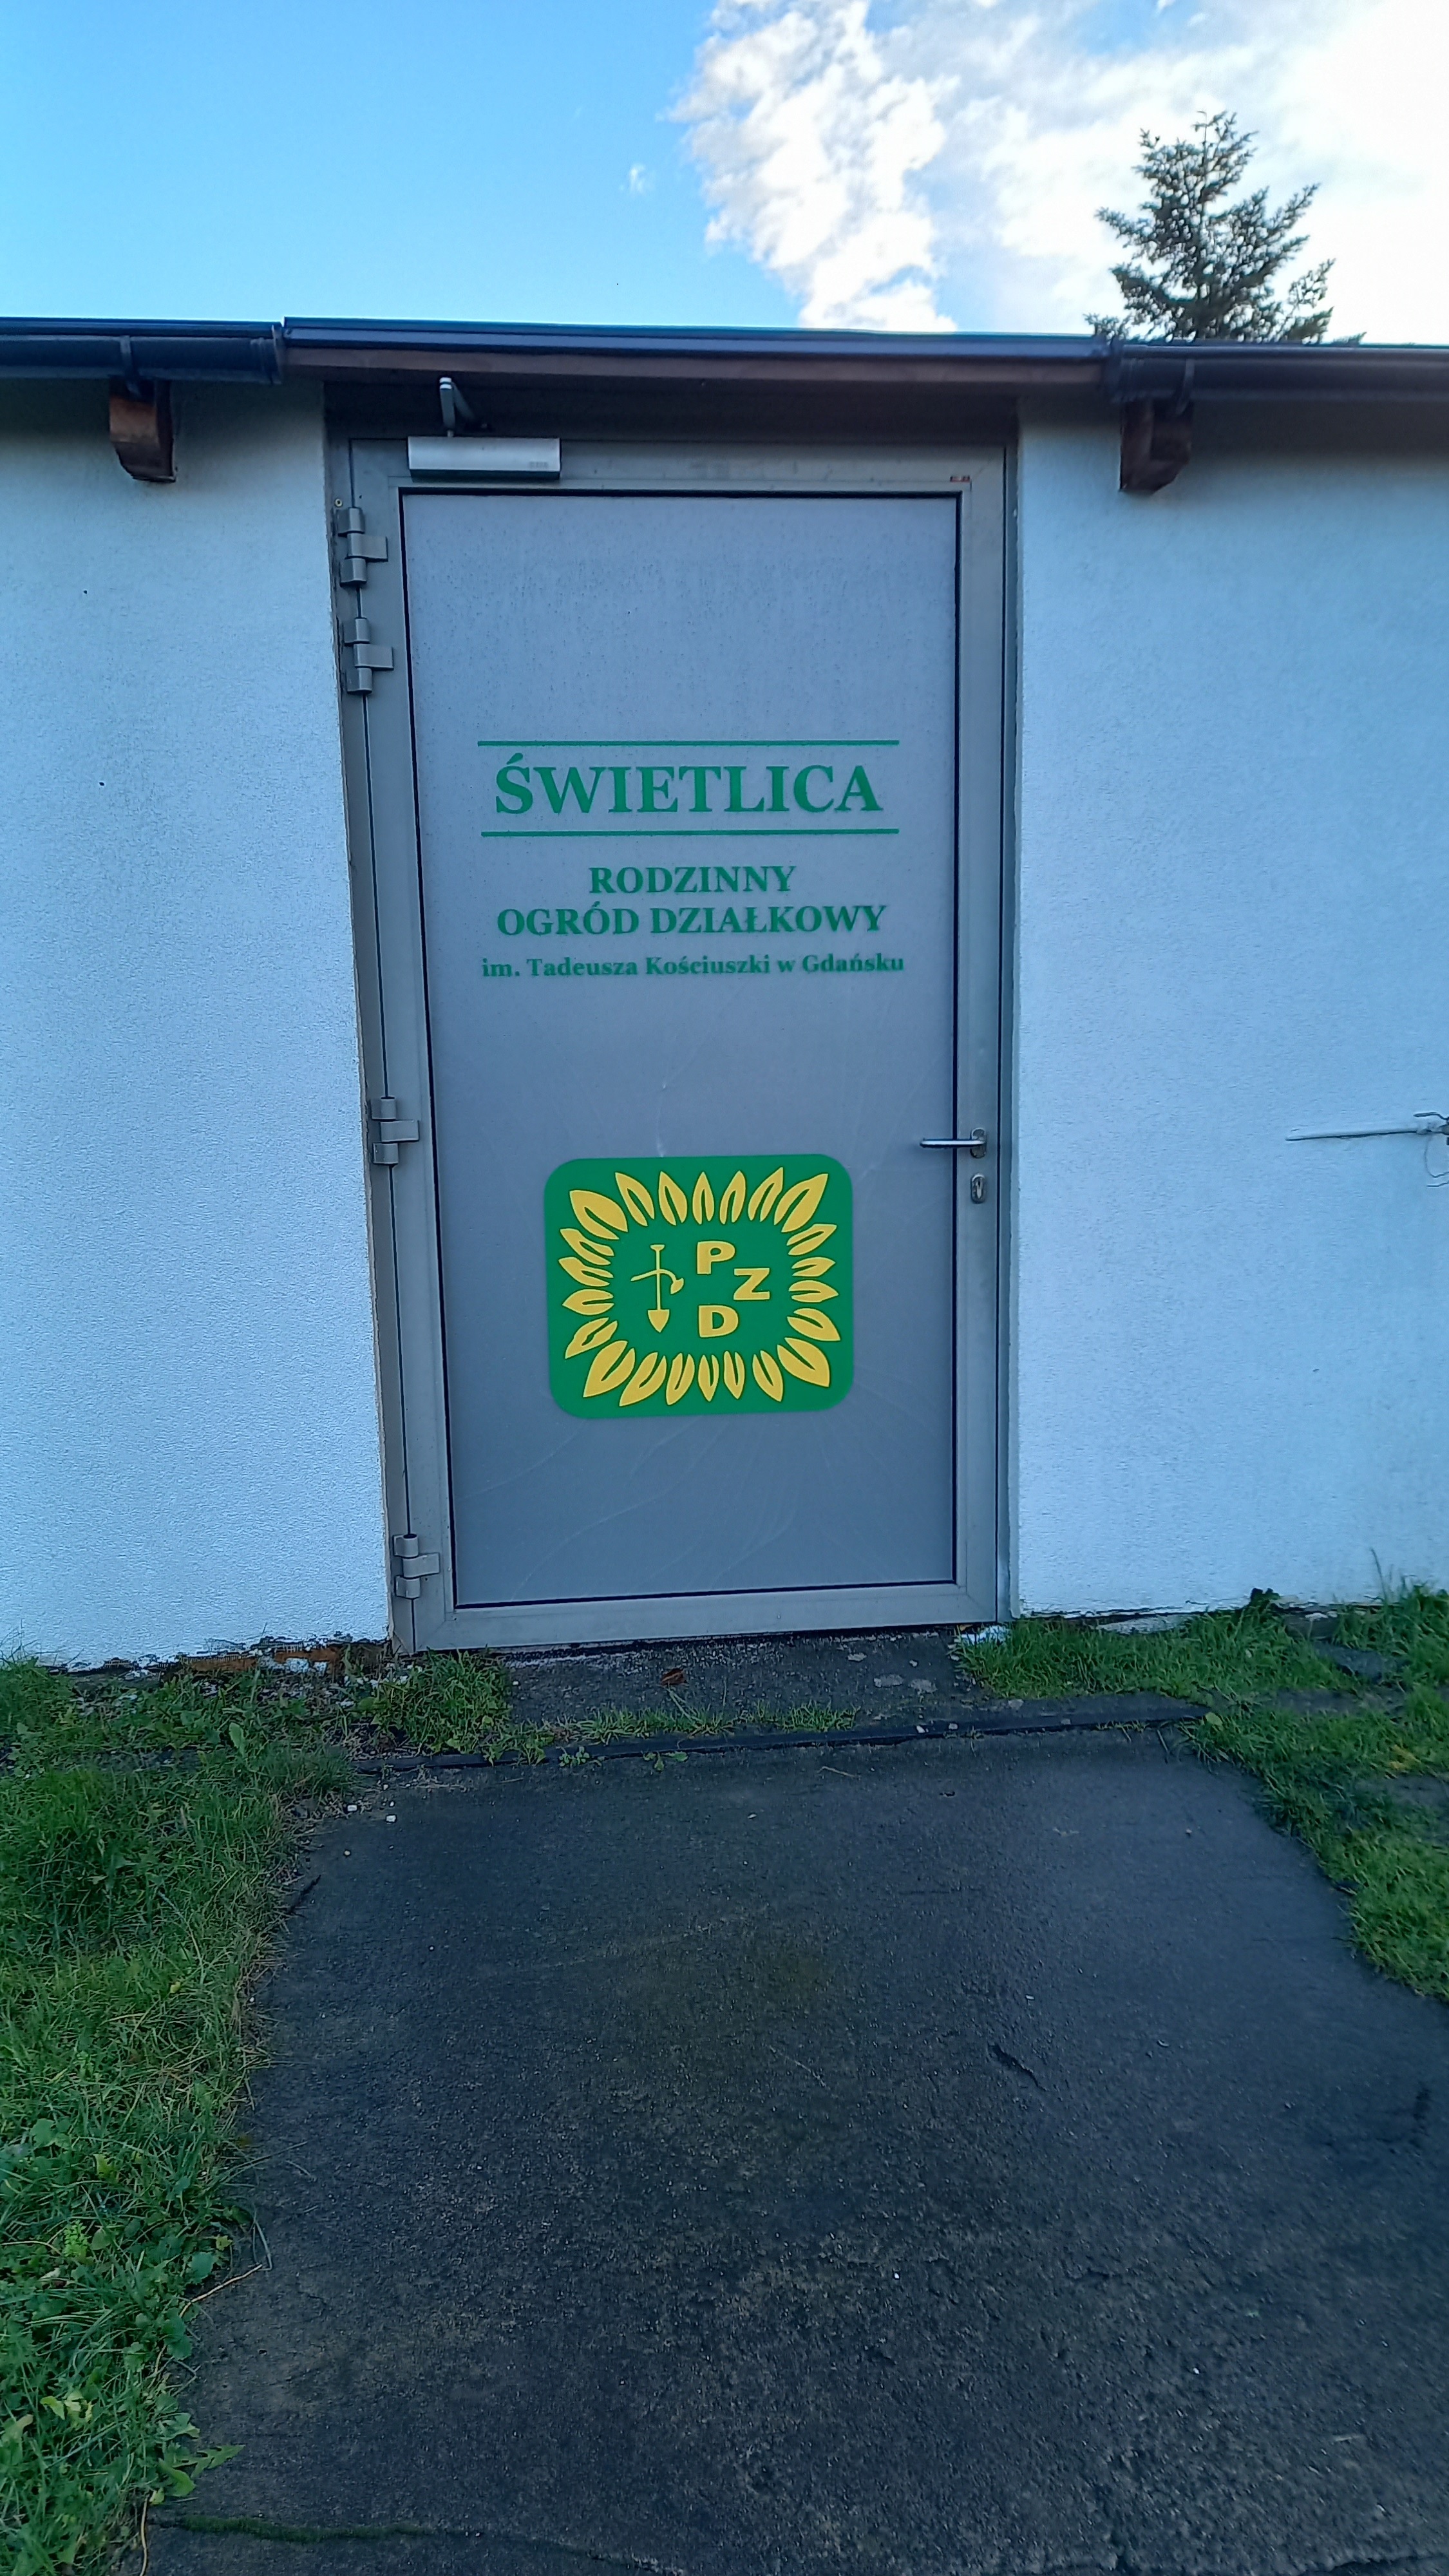 ŚWIETLICA
RODZINNY
OGRÓD DZIAŁKOWY
im. Tadeusza Kościuszki w Gdańsku
P
Z
D